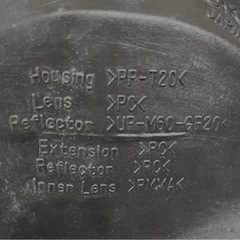 Housing >PP-T20<
Lens >PC<
Reflector >UP-M60-GF20<
Extension >PC<
Reflector >PC<
Inner Lens >PMMA<